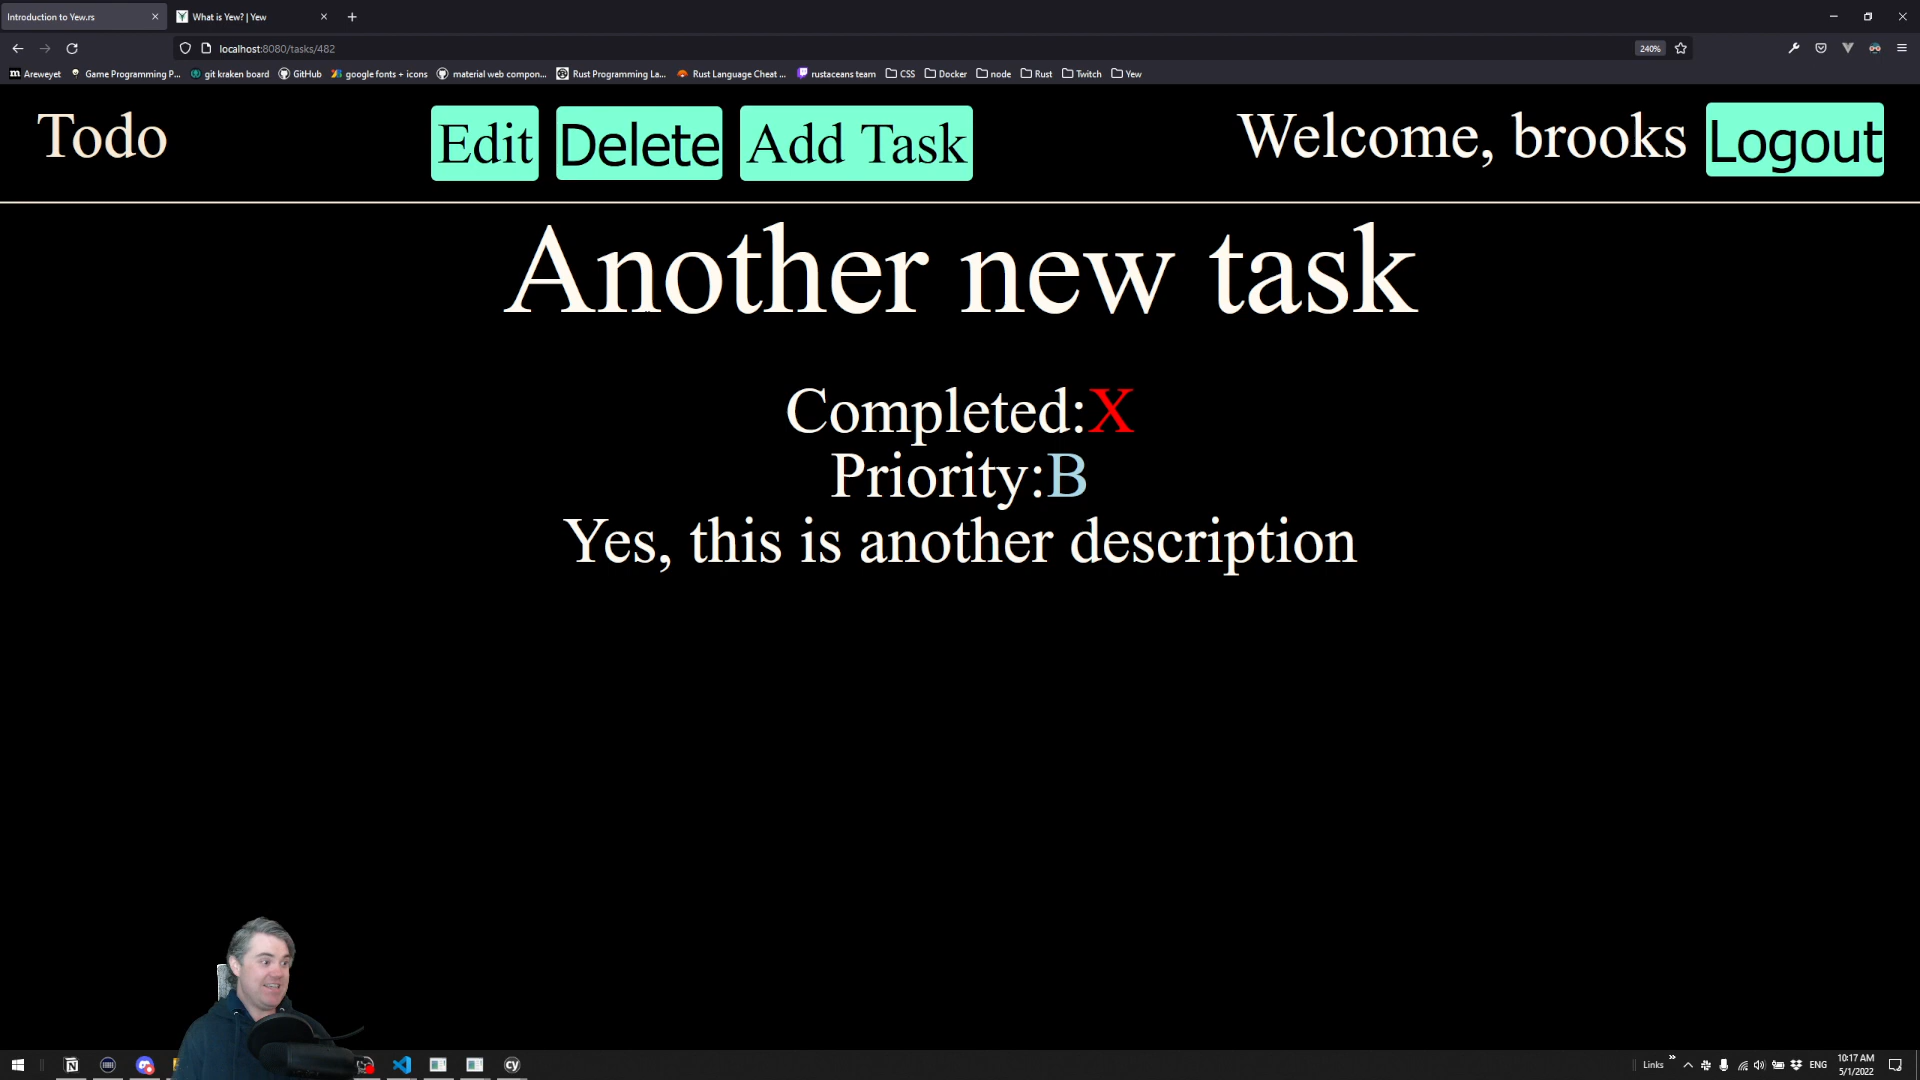 Introduction to Yew.rs
What is Yew? | Yew
localhost:8080/tasks/482
240%
Areweyet
Game Programming P...
git kraken board
GitHub
google fonts + icons
material web compon...
Rust Programming La...
Rust Language Cheat ...
rustaceans team
CSS
Docker
node
Rust
Twitch
Yew
Todo
Edit
Delete
Add Task
Welcome, brooks
Logout
Another new task
Completed:X
Priority:B
Yes, this is another description
cy
Links
ENG
10:17 AM
5/1/2022